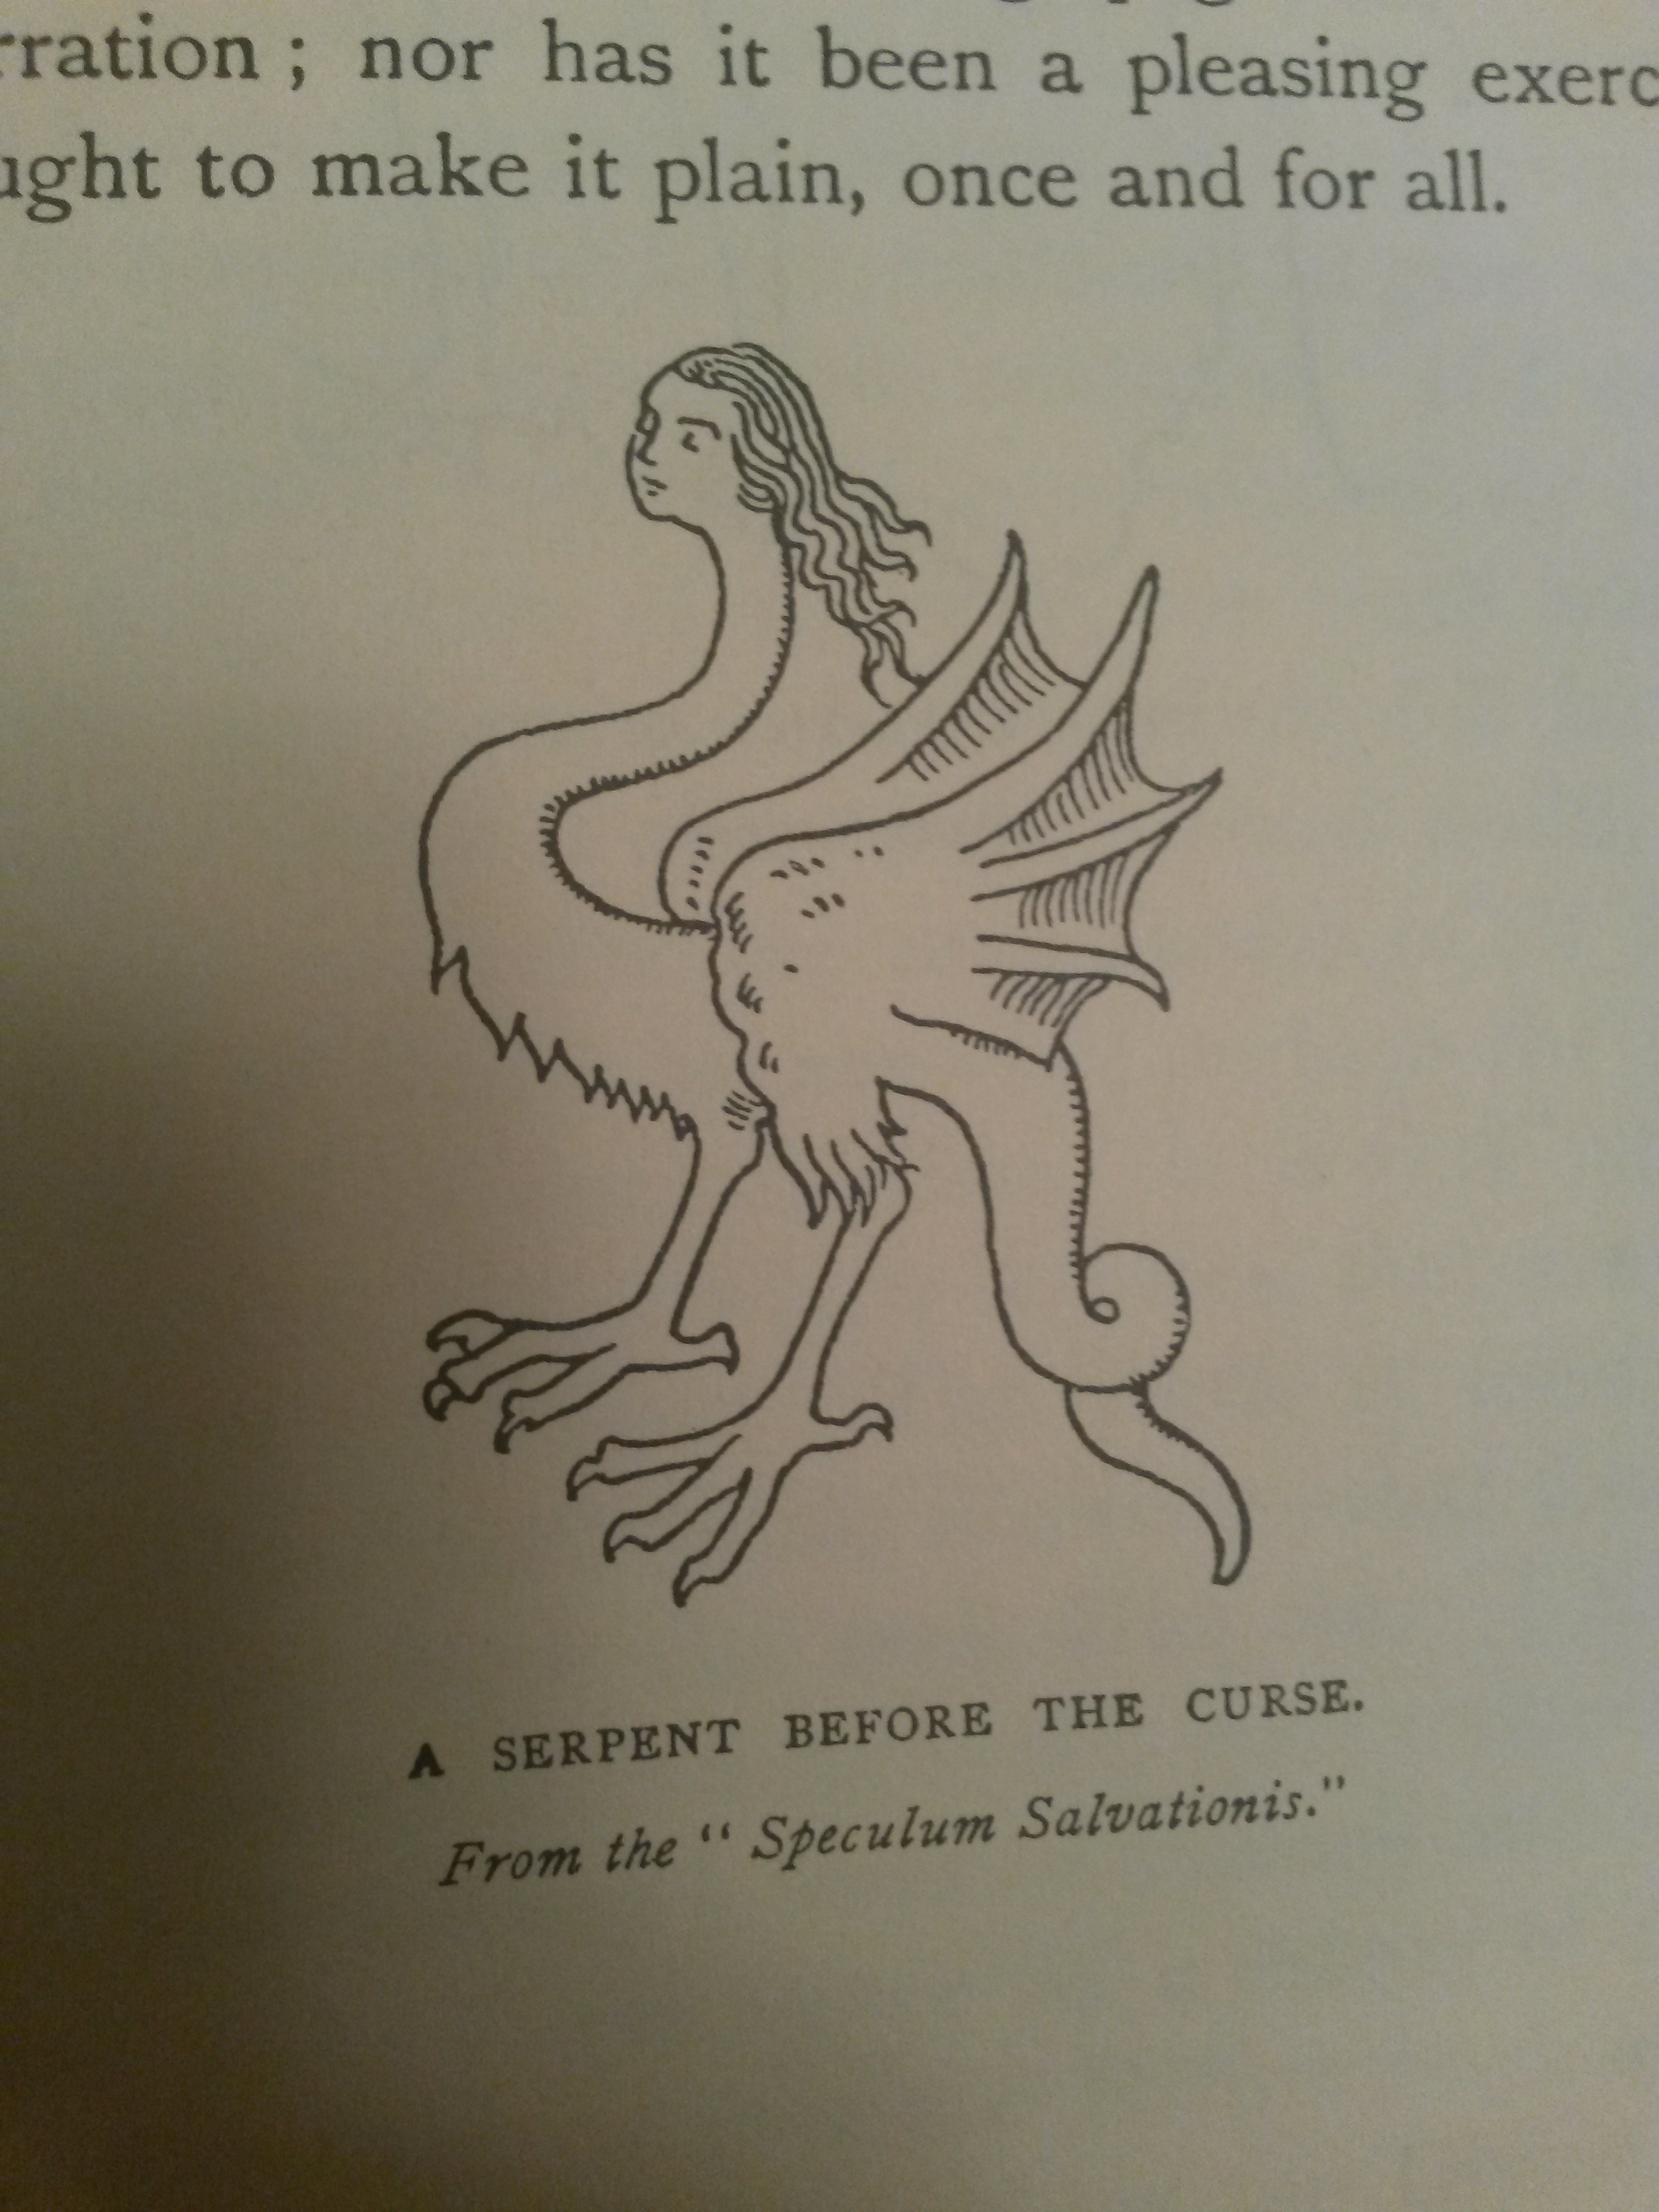 rration ; nor has it been a pleasing exerc
ught to make it plain, once and for all.
A SERPENT BEFORE THE CURSE.
From the “ Speculum Salvationis.”